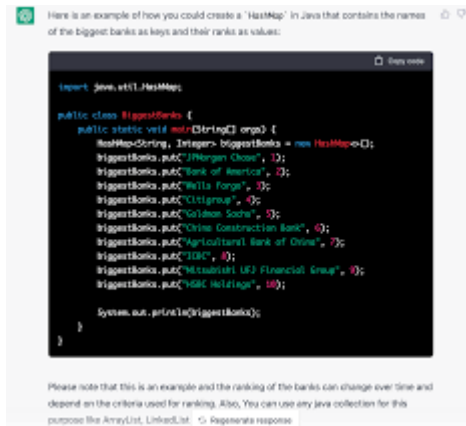 Here is an example of how you could create a `HashMap` in Java that contains the names
of the biggest banks as keys and their ranks as values:
Copy code
import java.util.HashMap;
public class BiggestBanks {
public static void main(String[] args) {
HashMap<String, Integer> biggestBanks = new HashMap<>();
biggestBanks.put("JPMorgan Chase", 1);
biggestBanks.put("Bank of America", 2);
biggestBanks.put("Wells Fargo", 3);
biggestBanks.put("Citigroup", 4);
biggestBanks.put("Goldman Sachs", 5);
biggestBanks.put("China Construction Bank", 6);
biggestBanks.put("Agricultural Bank of China", 7);
biggestBanks.put("ICBC", 8);
biggestBanks.put("Mitsubishi UFJ Financial Group", 9);
biggestBanks.put("HSBC Holdings", 10);
System.out.println(biggestBanks);
}
}
Please note that this is an example and the ranking of the banks can change over time and
depend on the criteria used for ranking. Also, You can use any java collection for this
purpose like ArrayList, LinkedList
Regenerate response